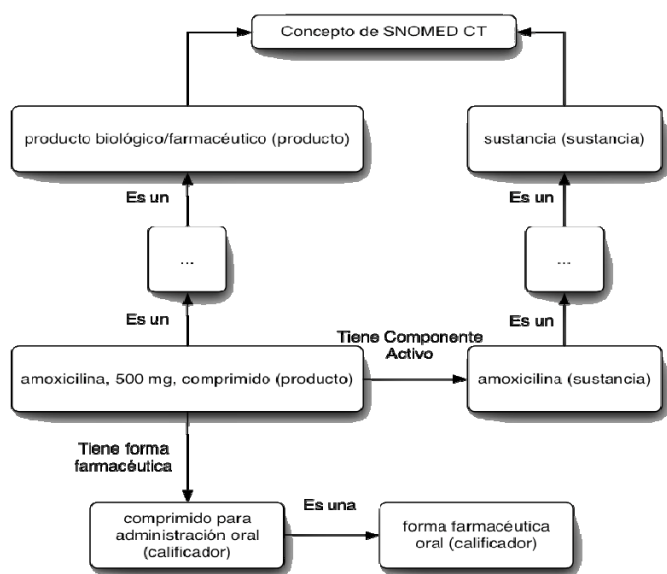 Concepto de SNOMED CT
producto biológico/farmacéutico (producto)
sustancia (sustancia)
Es un
Es un
...
...
Es un
Es un
Tiene Componente
Activo
amoxicilina, 500 mg, comprimido (producto)
amoxicilina (sustancia)
Tiene forma
farmacéutica
Es una
comprimido para
administración oral
(calificador)
forma farmacéutica
oral (calificador)